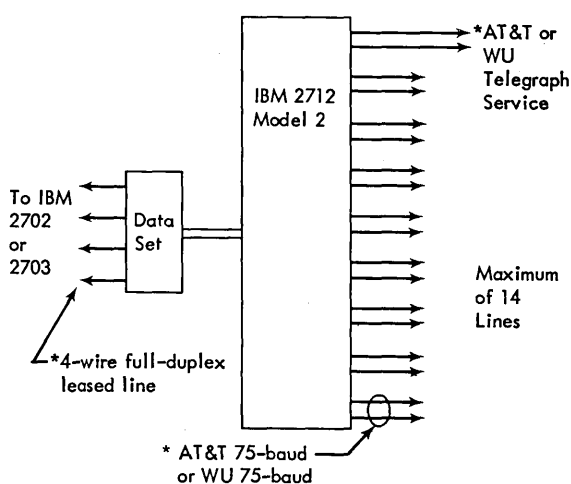 *AT&T or
WU
Telegraph
Service
IBM 2712
Model 2
To IBM
2702
or
2703
Data
Set
Maximum
of 14
Lines
*4-wire full-duplex
leased line
* AT&T 75-baud
or WU 75-baud